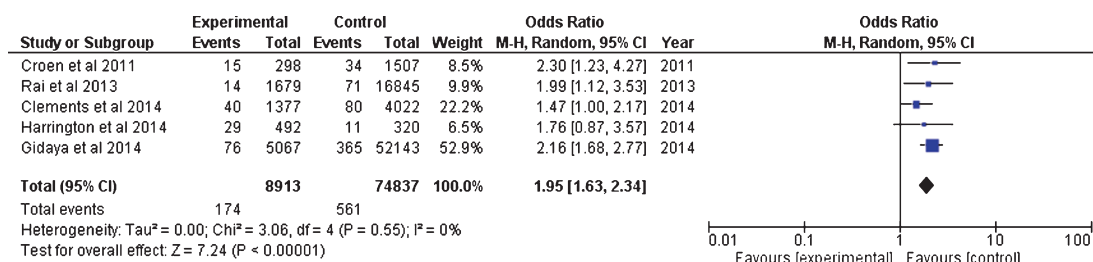 Experimental Control Odds Ratio Odds Ratio
Study or Subgroup Events Total Events Total Weight M-H, Random, 95% CI Year M-H, Random, 95% CI
Croen et al 2011 15 298 34 1507 8.5% 2.30 [1.23, 4.27] 2011
Rai et al 2013 14 1679 71 16845 9.9% 1.99 [1.12, 3.53] 2013
Clements et al 2014 40 1377 80 4022 22.2% 1.47 [1.00, 2.17] 2014
Harrington et al 2014 29 492 11 320 6.5% 1.76 [0.87, 3.57] 2014
Gidaya et al 2014 76 5067 365 52143 52.9% 2.16 [1.68, 2.77] 2014
Total (95% CI) 8913 74837 100.0% 1.95 [1.63, 2.34]
Total events 174 561
Heterogeneity: Tau² = 0.00; Chi² = 3.06, df = 4 (P = 0.55); I² = 0%
Test for overall effect: Z = 7.24 (P < 0.00001)
0.01 0.1 1 10 100
Favours [experimental] Favours [control]